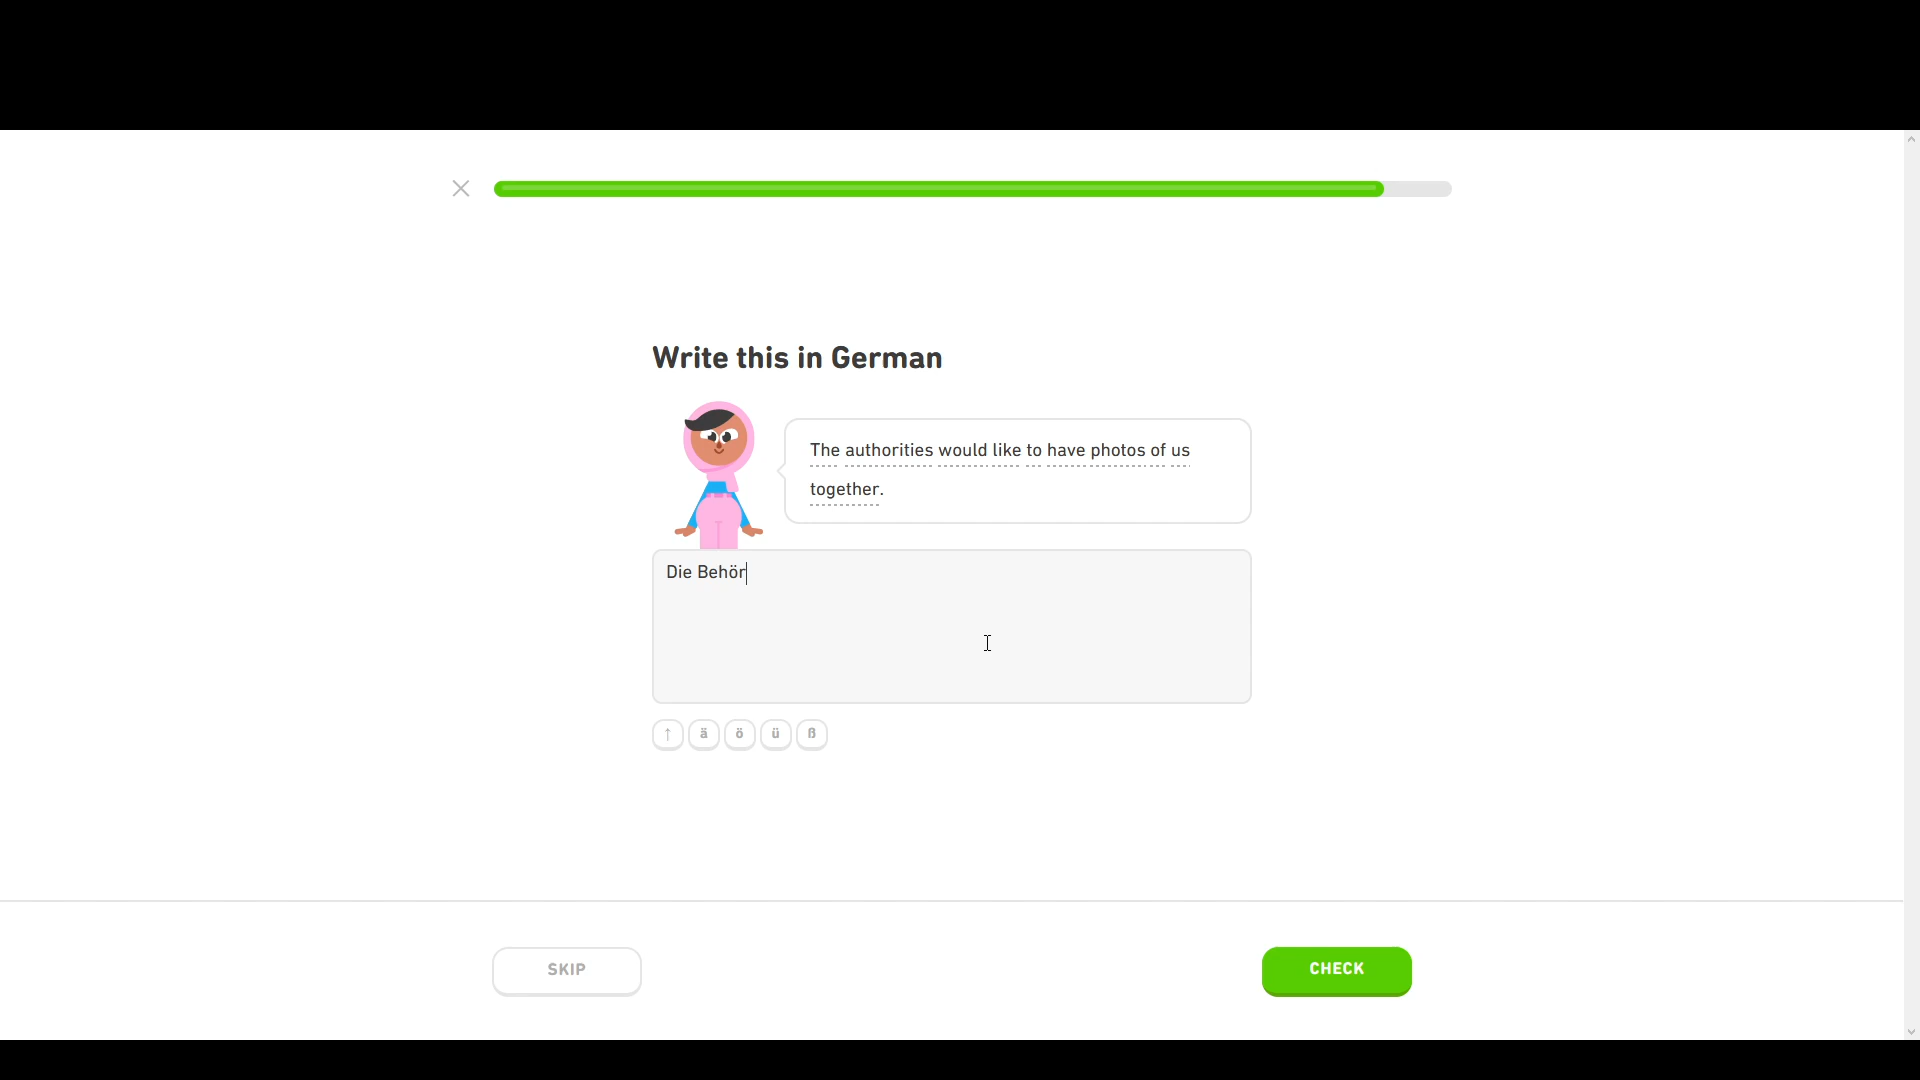 Write this in German
The authorities would like to have photos of us
together.
Die Behör
↑ ä ö ü ß
SKIP
CHECK